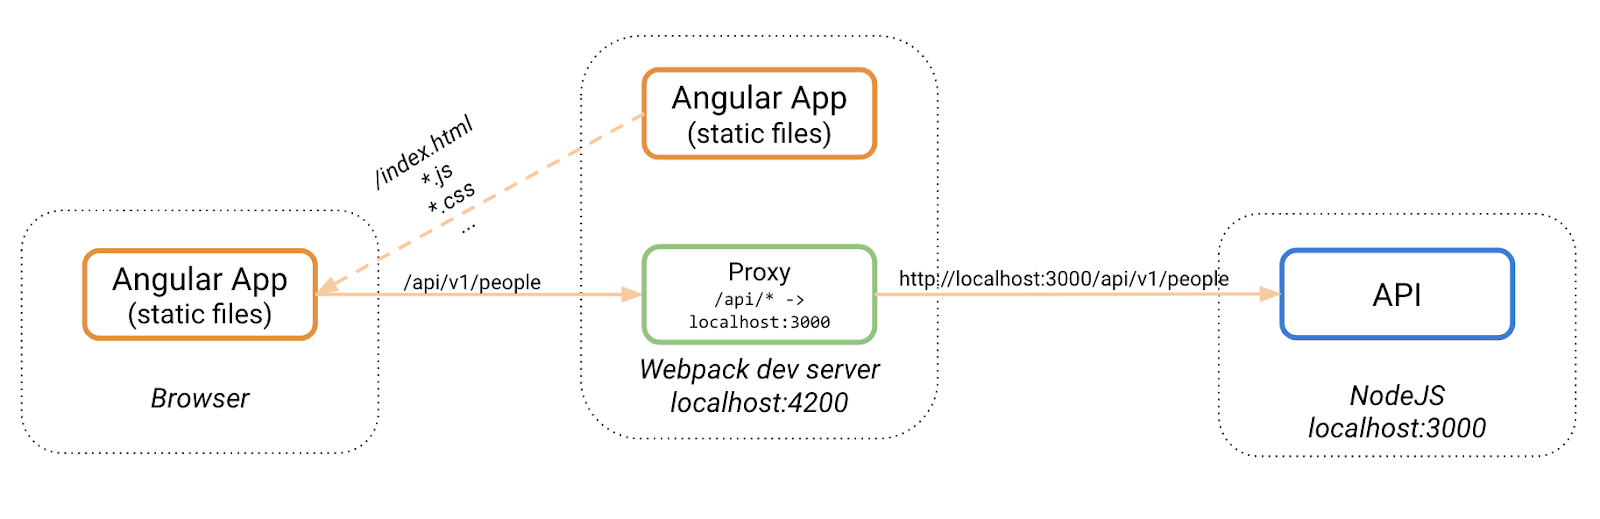 Angular App
(static files)
/index.html
*.js
*.css
...
Angular App
(static files)
Browser
/api/v1/people
Proxy
/api/* ->
localhost:3000
Webpack dev server
localhost:4200
http://localhost:3000/api/v1/people
API
NodeJS
localhost:3000